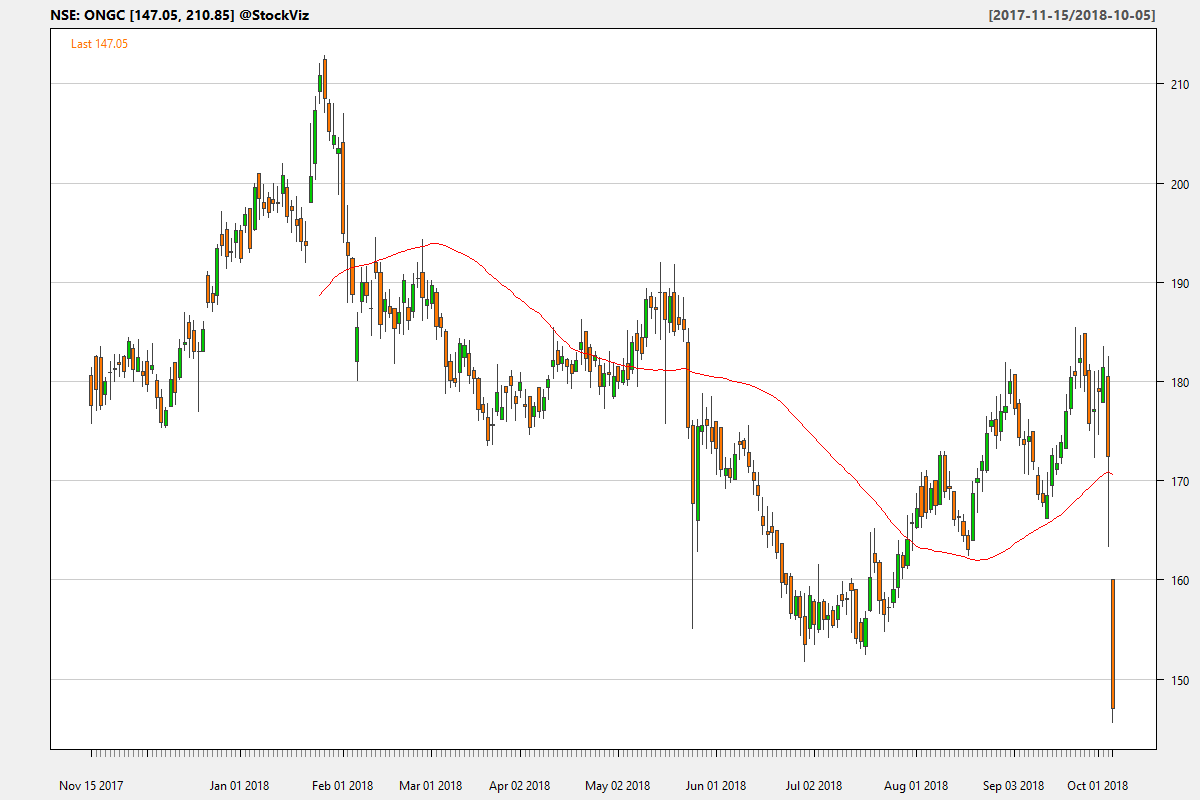 NSE: ONGC [147.05, 210.85] @StockViz [2017-11-15/2018-10-05]
Last 147.05
210
200
190
180
170
160
150
Nov 15 2017 Jan 01 2018 Feb 01 2018 Mar 01 2018 Apr 02 2018 May 02 2018 Jun 01 2018 Jul 02 2018 Aug 01 2018 Sep 03 2018 Oct 01 2018